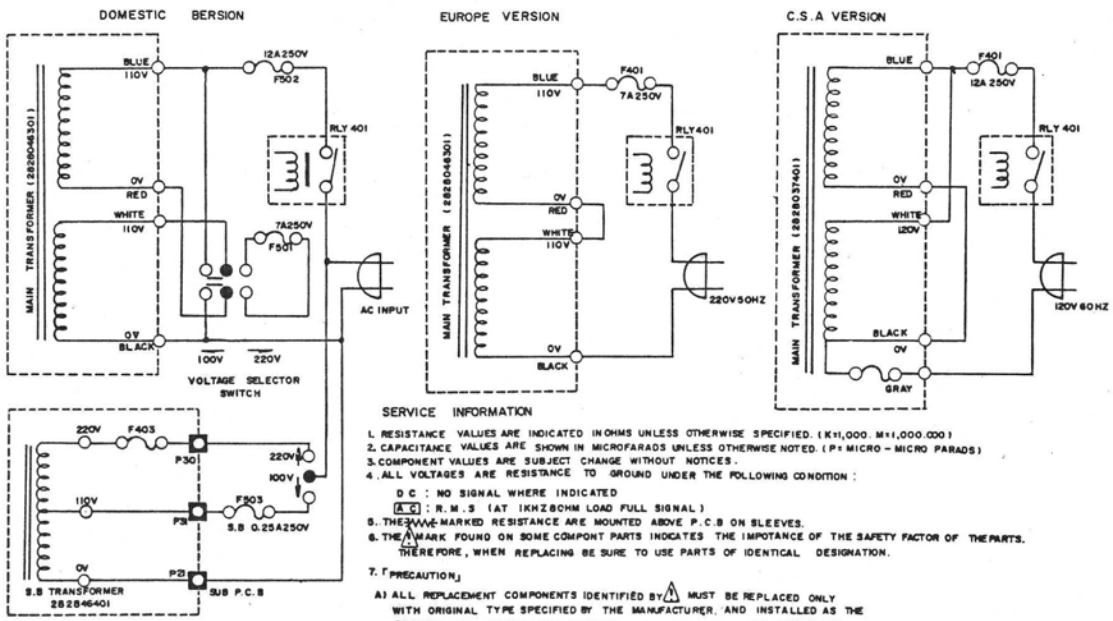 DOMESTIC BERSION
BLUE
110V
12A250V
F502
RLY 401
MAIN TRANSFORMER (2828046301)
0V
RED
WHITE
110V
7A250V
F501
AC INPUT
0V
BLACK
100V 220V
VOLTAGE SELECTOR
SWITCH
220V
F403
P30
220V
100V
110V
F503
P31
S.B 0.25A250V
0V
P21
S.B TRANSFORMER
282846401
SUB P.C.B
EUROPE VERSION
BLUE
110V
F401
7A 250V
RLY401
MAIN TRANSFORMER (2828046301)
0V
RED
WHITE
110V
220V50HZ
0V
BLACK
C.S.A VERSION
BLUE
F401
12A 250V
RLY 401
MAIN TRANSFORMER (2828037401)
0V
RED
WHITE
120V
120V 60HZ
BLACK
0V
GRAY
SERVICE INFORMATION
1. RESISTANCE VALUES ARE INDICATED IN OHMS UNLESS OTHERWISE SPECIFIED. (K=1,000. M=1,000.000)
2. CAPACITANCE VALUES ARE SHOWN IN MICROFARADS UNLESS OTHERWISE NOTED. (P= MICRO - MICRO PARADS)
3. COMPONENT VALUES ARE SUBJECT CHANGE WITHOUT NOTICES.
4. ALL VOLTAGES ARE RESISTANCE TO GROUND UNDER THE FOLLOWING CONDITION :
D C : NO SIGNAL WHERE INDICATED
A C : R.M.S (AT 1KHZ 8OHM LOAD FULL SIGNAL)
5. THE MARKED RESISTANCE ARE MOUNTED ABOVE P.C.B ON SLEEVES.
6. THE ! MARK FOUND ON SOME COMPONT PARTS INDICATES THE IMPOTANCE OF THE SAFETY FACTOR OF THE PARTS.
THEREFORE, WHEN REPLACING BE SURE TO USE PARTS OF IDENTICAL DESIGNATION.
7. 「PRECAUTION」
A) ALL REPLACEMENT COMPONENTS IDENTIFIED BY ! MUST BE REPLACED ONLY
WITH ORIGINAL TYPE SPECIFIED BY THE MANUFACTURER, AND INSTALLED AS THE